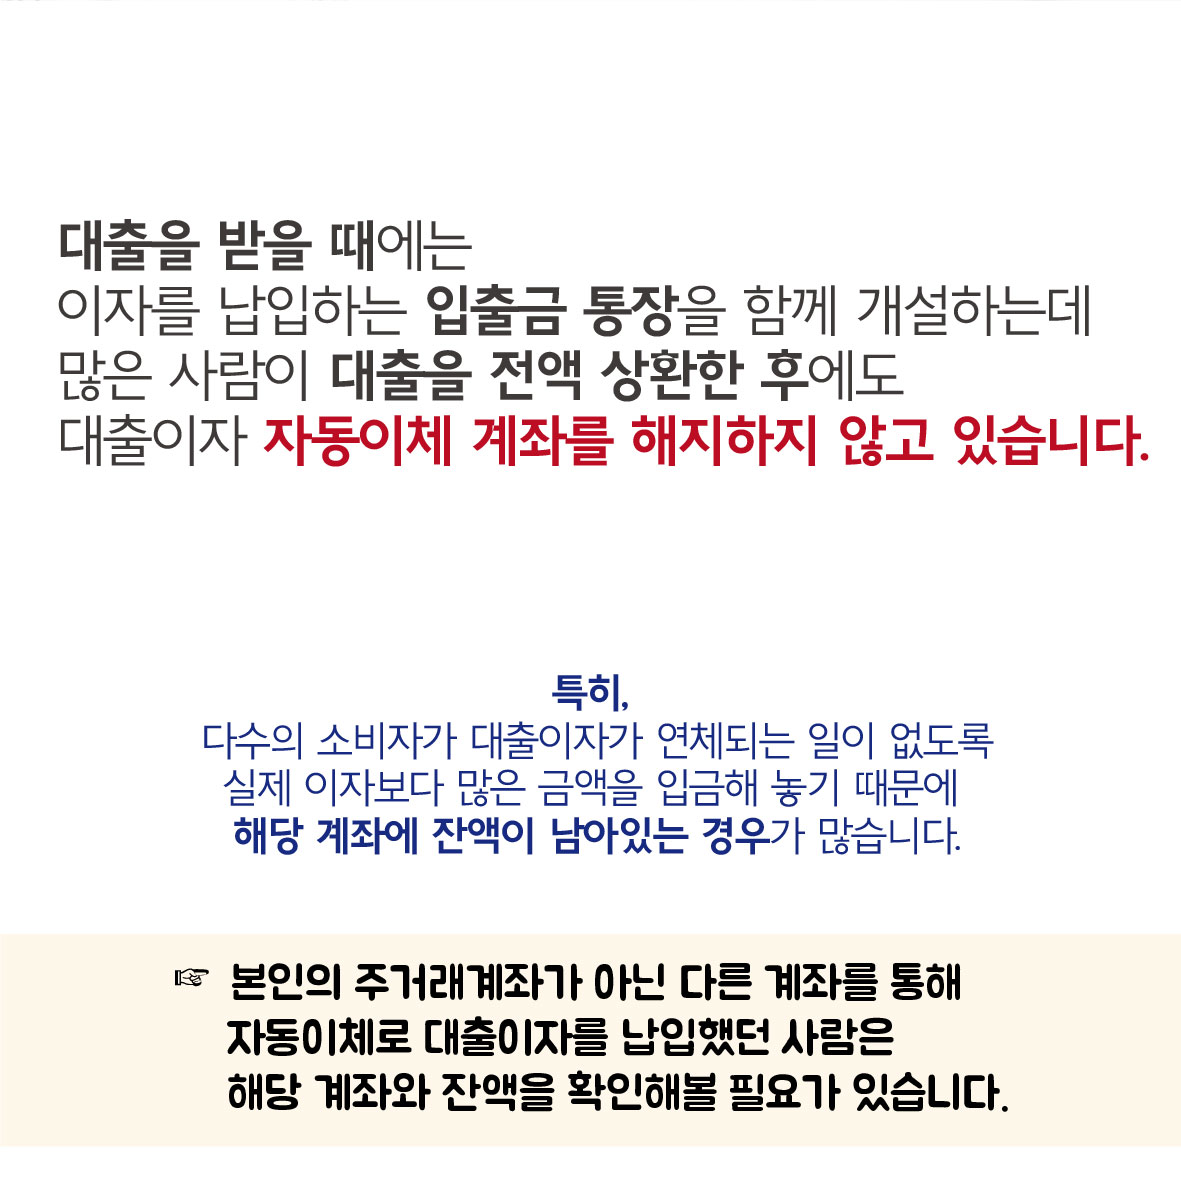 대출을 받을 때에는
이자를 납입하는 입출금 통장을 함께 개설하는데
많은 사람이 대출을 전액 상환한 후에도
대출이자 자동이체 계좌를 해지하지 않고 있습니다.
특히,
다수의 소비자가 대출이자가 연체되는 일이 없도록
실제 이자보다 많은 금액을 입금해 놓기 때문에
해당 계좌에 잔액이 남아있는 경우가 많습니다.
☞ 본인의 주거래계좌가 아닌 다른 계좌를 통해
자동이체로 대출이자를 납입했던 사람은
해당 계좌와 잔액을 확인해볼 필요가 있습니다.